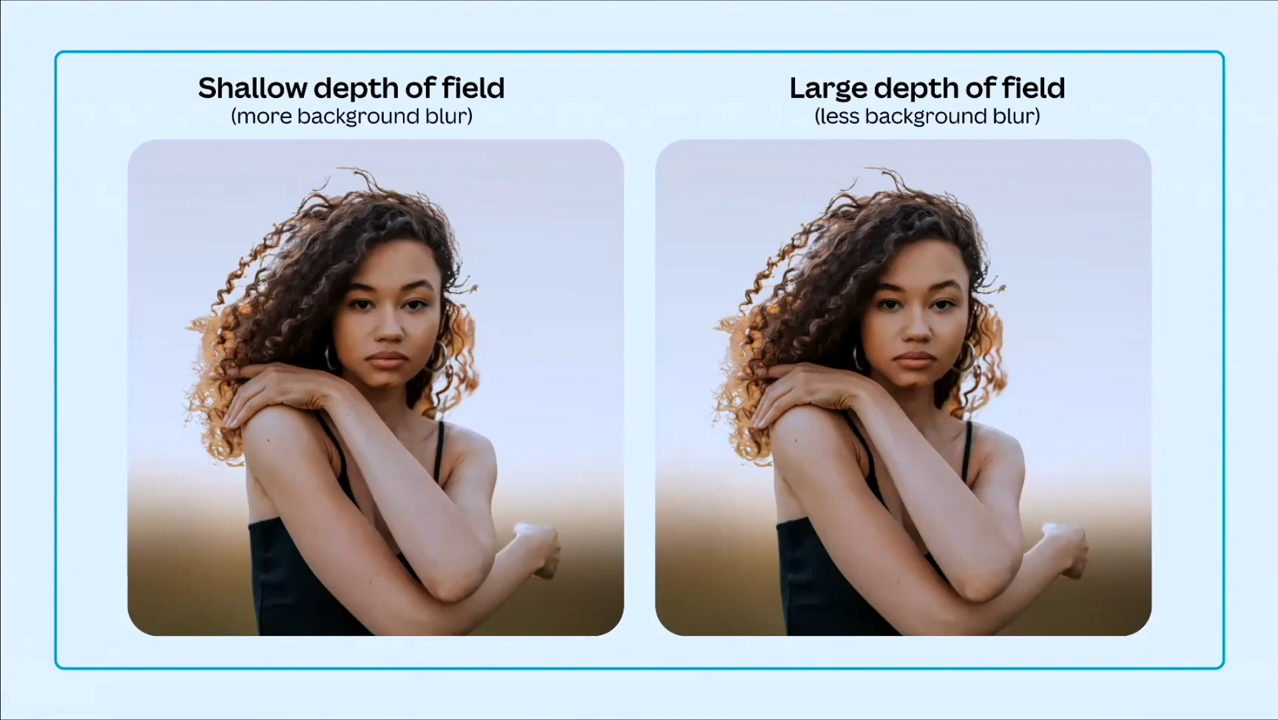 Shallow depth of field
(more background blur)
Large depth of field
(less background blur)